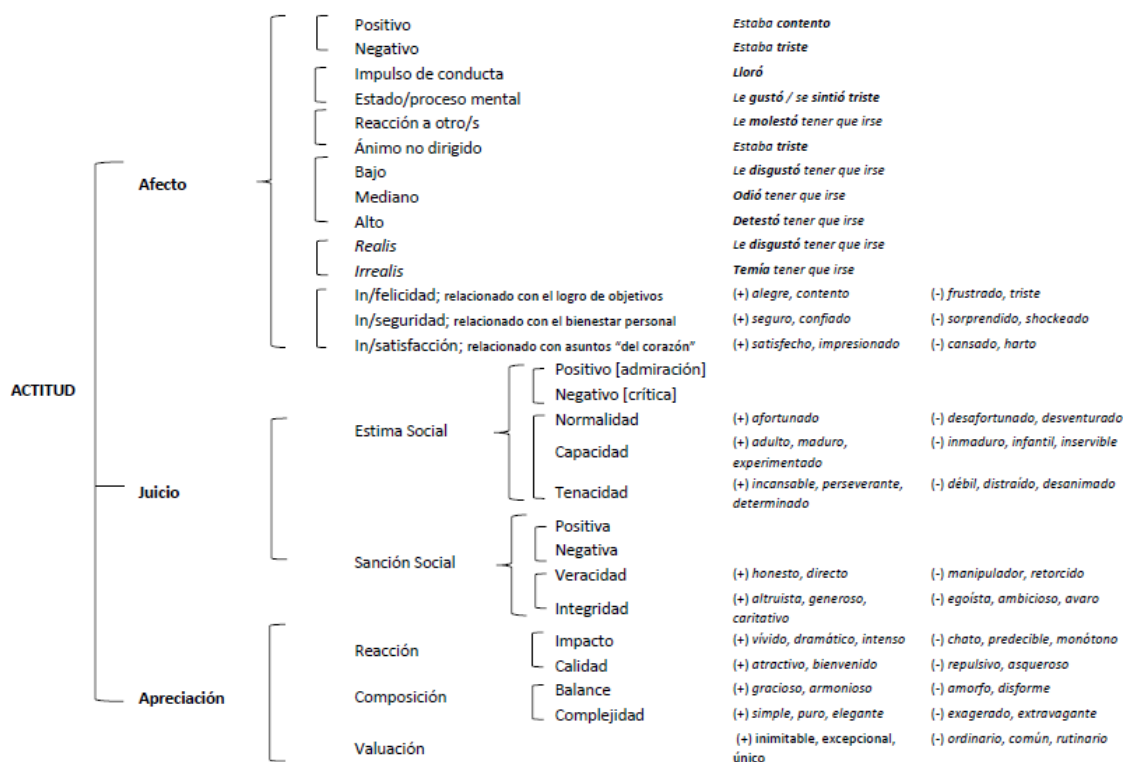 Positivo Estaba contento
Negativo Estaba triste
Impulso de conducta Lloró
Estado/proceso mental Le gustó / se sintió triste
Reacción a otro/s Le molestó tener que irse
Ánimo no dirigido Estaba triste
Bajo Le disgustó tener que irse
Afecto
Mediano Odió tener que irse
Alto Detestó tener que irse
Realis Le disgustó tener que irse
Irrealis Temía tener que irse
In/felicidad; relacionado con el logro de objetivos (+) alegre, contento (-) frustrado, triste
In/seguridad; relacionado con el bienestar personal (+) seguro, confiado (-) sorprendido, shockeado
In/satisfacción; relacionado con asuntos “del corazón” (+) satisfecho, impresionado (-) cansado, harto
Positivo [admiración]
ACTITUD
Negativo [crítica]
Normalidad (+) afortunado (-) desafortunado, desventurado
Estima Social
Capacidad (+) adulto, maduro, (-) inmaduro, infantil, inservible
experimentado
Juicio Tenacidad (+) incansable, perseverante, (-) débil, distraído, desanimado
determinado
Positiva
Negativa
Sanción Social
Veracidad (+) honesto, directo (-) manipulador, retorcido
Integridad (+) altruista, generoso, (-) egoísta, ambicioso, avaro
caritativo
Impacto (+) vívido, dramático, intenso (-) chato, predecible, monótono
Reacción
Calidad (+) atractivo, bienvenido (-) repulsivo, asqueroso
Apreciación Composición Balance (+) gracioso, armonioso (-) amorfo, disforme
Complejidad (+) simple, puro, elegante (-) exagerado, extravagante
Valuación (+) inimitable, excepcional, (-) ordinario, común, rutinario
único